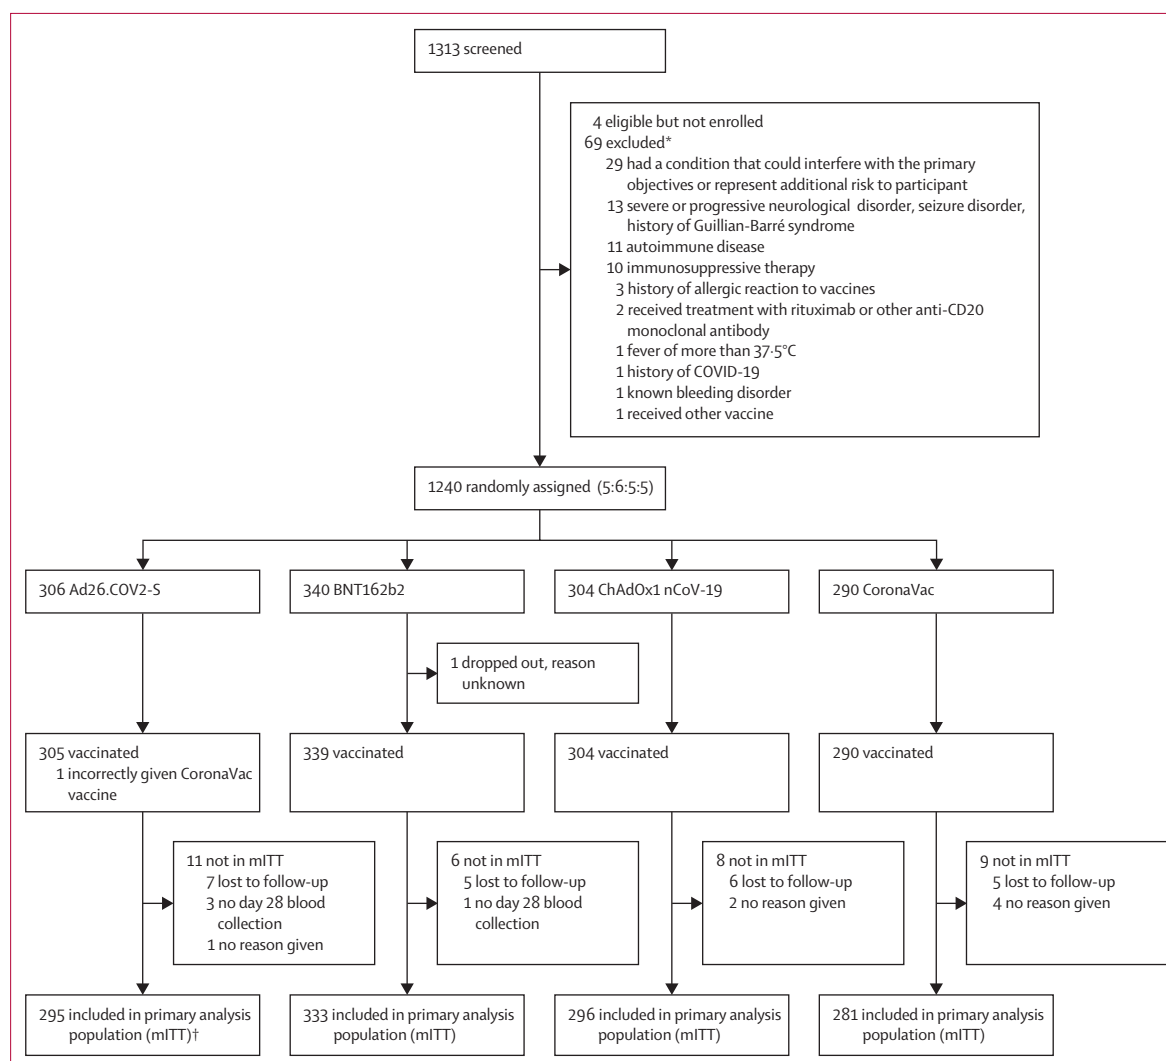 1313 screened
4 eligible but not enrolled
69 excluded*
29 had a condition that could interfere with the primary
objectives or represent additional risk to participant
13 severe or progressive neurological disorder, seizure disorder,
history of Guillian-Barré syndrome
11 autoimmune disease
10 immunosuppressive therapy
3 history of allergic reaction to vaccines
2 received treatment with rituximab or other anti-CD20
monoclonal antibody
1 fever of more than 37·5°C
1 history of COVID-19
1 known bleeding disorder
1 received other vaccine
1240 randomly assigned (5:6:5:5)
306 Ad26.COV2-S
340 BNT162b2
304 ChAdOx1 nCoV-19
290 CoronaVac
1 dropped out, reason
unknown
305 vaccinated
1 incorrectly given CoronaVac
vaccine
339 vaccinated
304 vaccinated
290 vaccinated
11 not in mITT
7 lost to follow-up
3 no day 28 blood
collection
1 no reason given
6 not in mITT
5 lost to follow-up
1 no day 28 blood
collection
8 not in mITT
6 lost to follow-up
2 no reason given
9 not in mITT
5 lost to follow-up
4 no reason given
295 included in primary analysis
population (mITT)†
333 included in primary analysis
population (mITT)
296 included in primary analysis
population (mITT)
281 included in primary analysis
population (mITT)